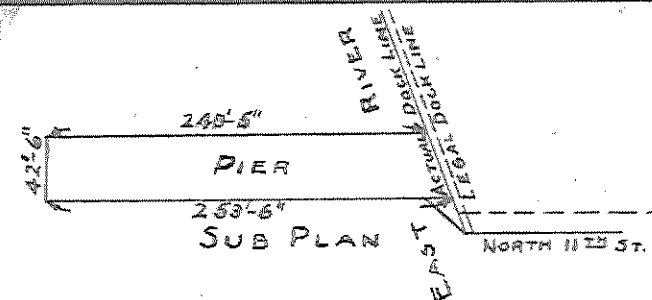 EAST RIVER
ACTUAL DOCK LINE
LEGAL DOCK LINE
240'-5"
42'-6"
PIER
253'-6"
SUB PLAN
NORTH 11TH ST.